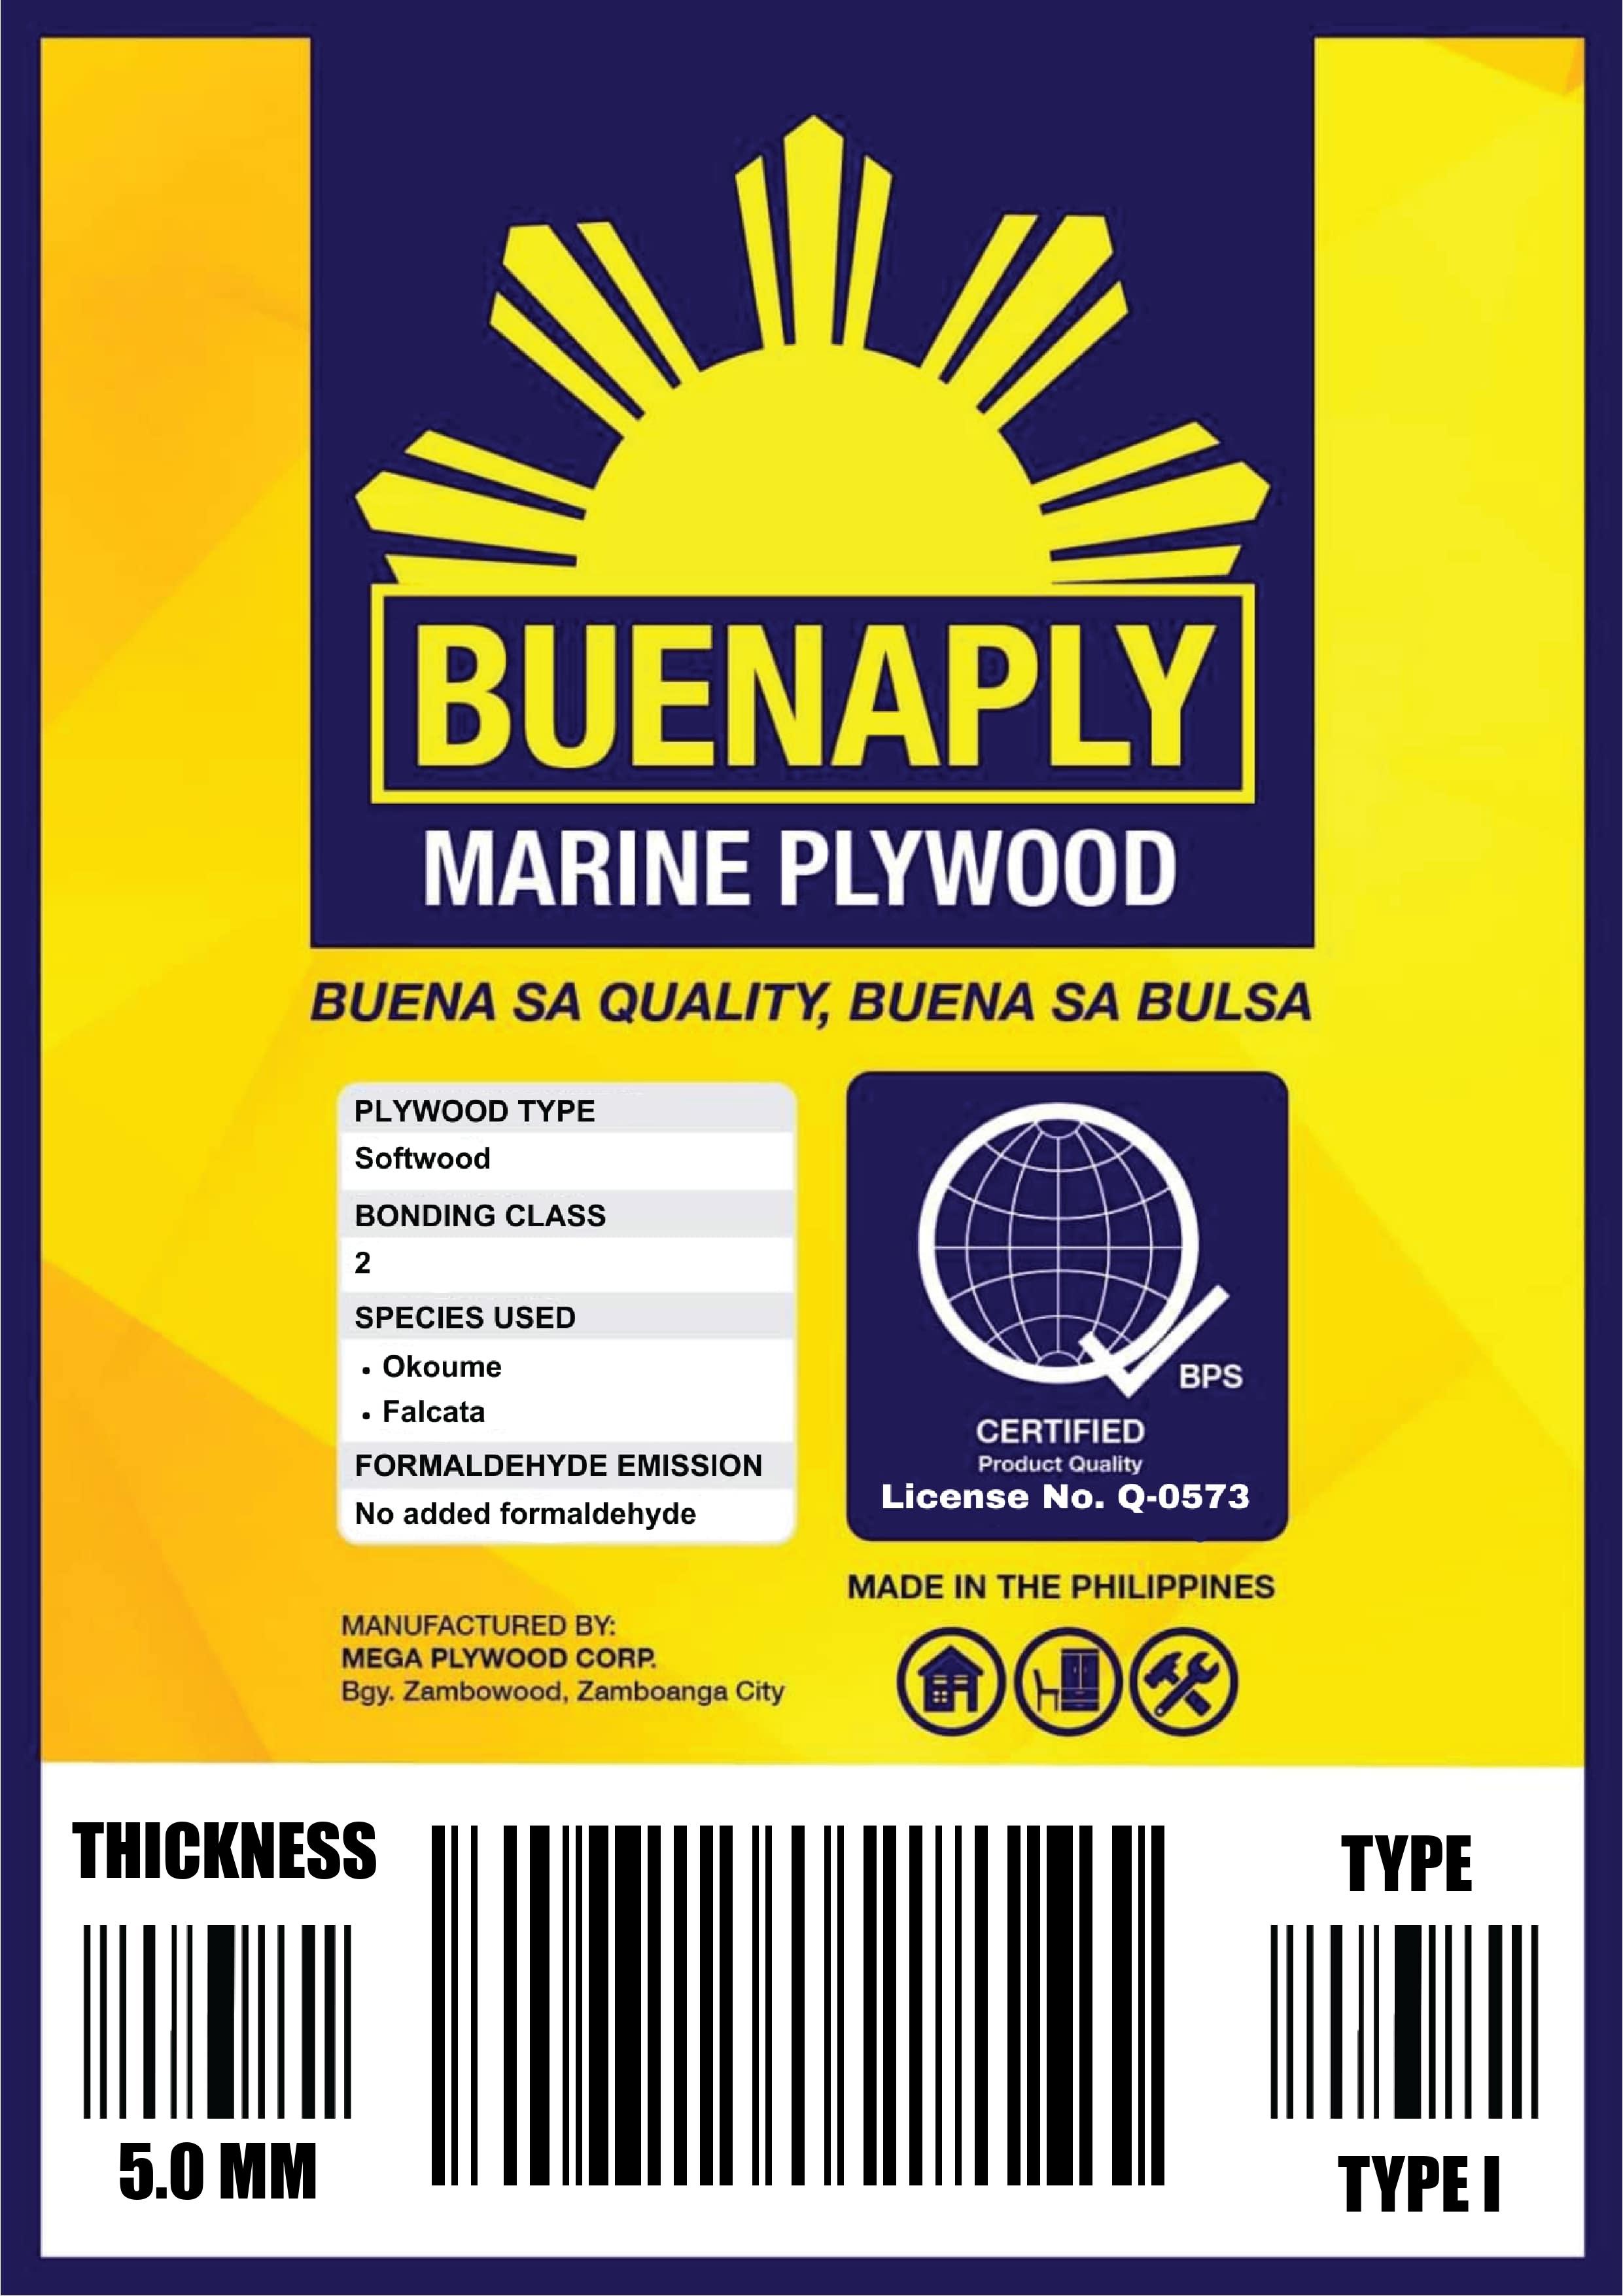 BUENAPLY
MARINE PLYWOOD
BUENA SA QUALITY, BUENA SA BULSA
PLYWOOD TYPE
Softwood
BONDING CLASS
2
SPECIES USED
• Okoume
• Falcata
FORMALDEHYDE EMISSION
No added formaldehyde
BPS
CERTIFIED
Product Quality
License No. Q-0573
MADE IN THE PHILIPPINES
MANUFACTURED BY:
MEGA PLYWOOD CORP.
Bgy. Zambowood, Zamboanga City
THICKNESS
5.0 MM
TYPE
TYPE I